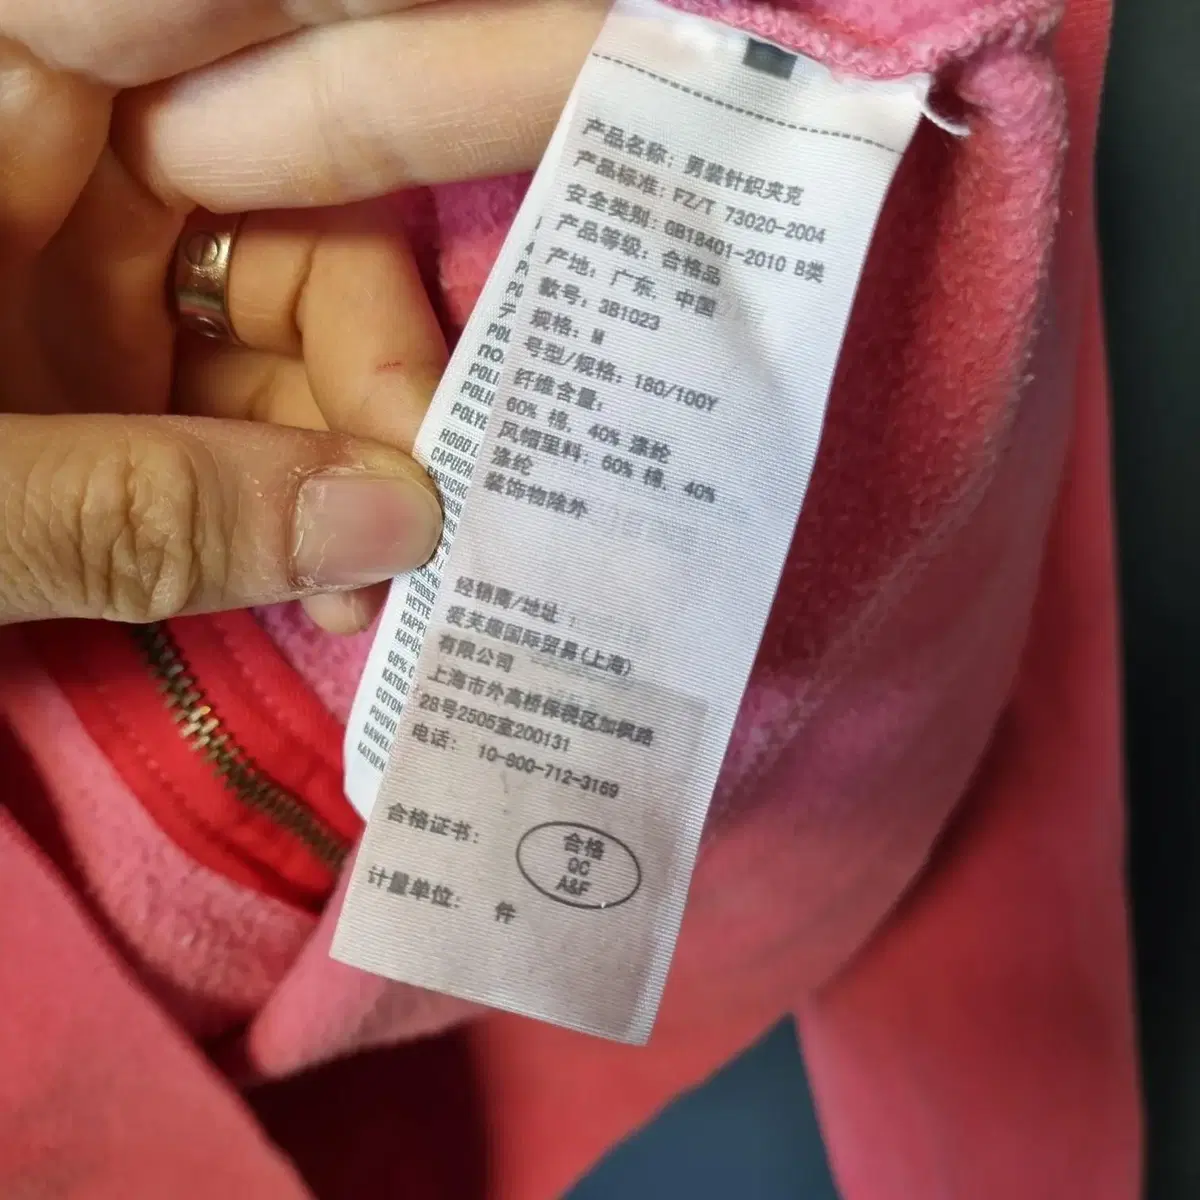 产品名称: 男装针织夹克
产品标准: FZ/T 73020-2004
安全类别: GB18401-2010 B类
产品等级: 合格品
产地: 广东, 中国
款号: 3B1023
规格: M
号型/规格: 180/100Y
纤维含量:
60% 棉, 40% 涤纶
风帽里料: 60% 棉, 40%
涤纶
装饰物除外
经销商/地址:
爱芙趣国际贸易(上海)
有限公司
上海市外高桥保税区加枫路
28号2505室200131
电话: 10-800-712-3169
合格证书:
合格
QC
A&F
计量单位: 件
HOOD
60%